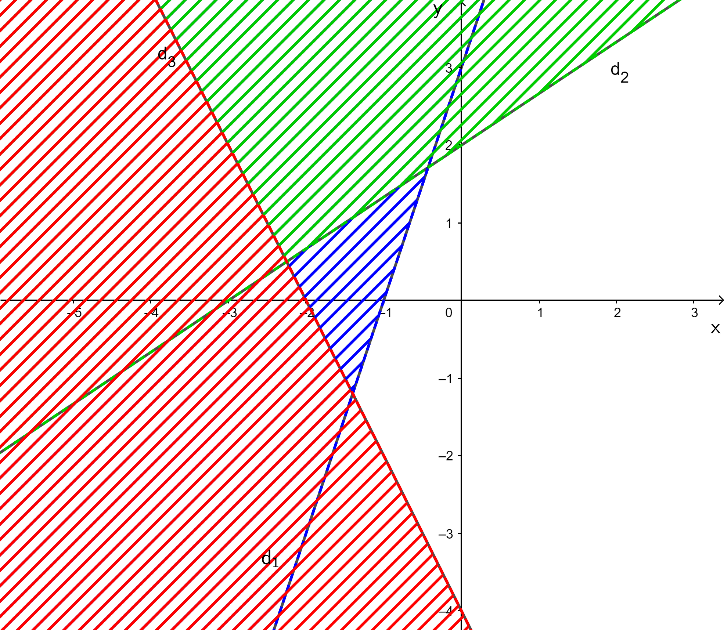 y
d3
d2
3
2
1
–5 –4 –3 –2 –1 0 1 2 3
x
–1
–2
–3
d1
–4